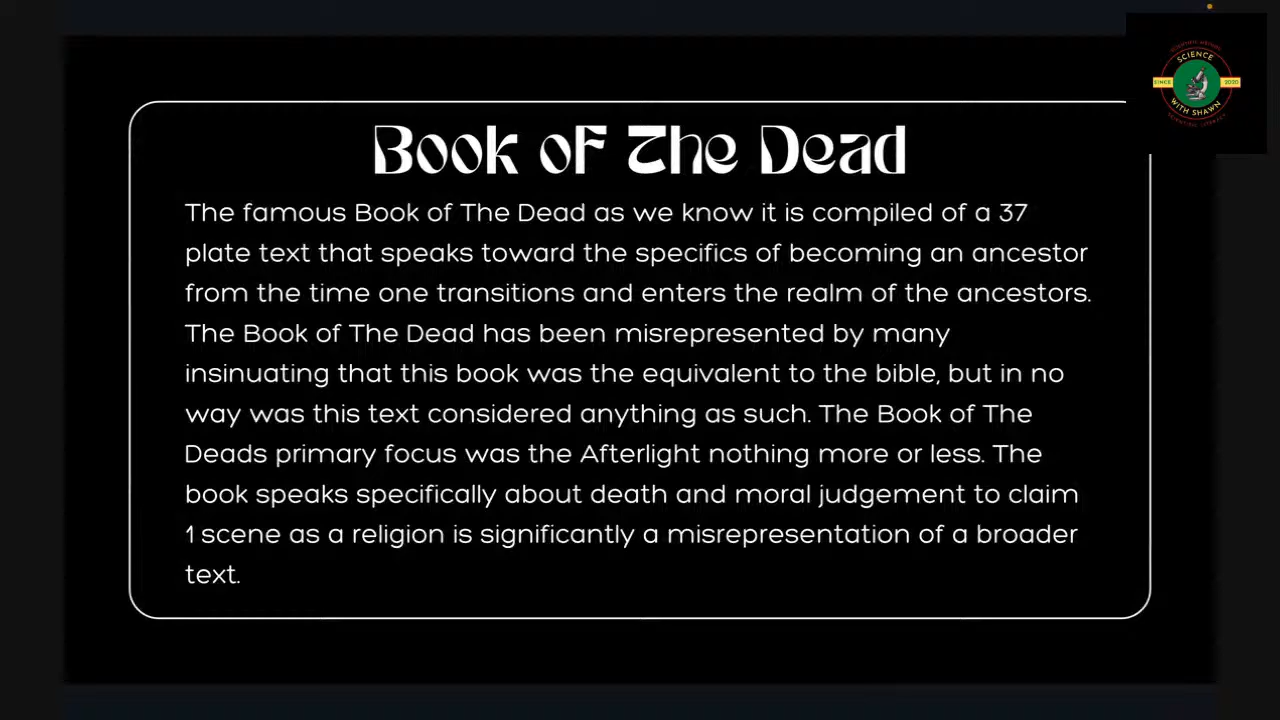 SCIENTIFIC METHOD
SCIENCE
SINCE 2020
WITH SHAWN
SCIENTIFIC LITERACY
Book of The Dead
The famous Book of The Dead as we know it is compiled of a 37
plate text that speaks toward the specifics of becoming an ancestor
from the time one transitions and enters the realm of the ancestors.
The Book of The Dead has been misrepresented by many
insinuating that this book was the equivalent to the bible, but in no
way was this text considered anything as such. The Book of The
Deads primary focus was the Afterlight nothing more or less. The
book speaks specifically about death and moral judgement to claim
1 scene as a religion is significantly a misrepresentation of a broader
text.